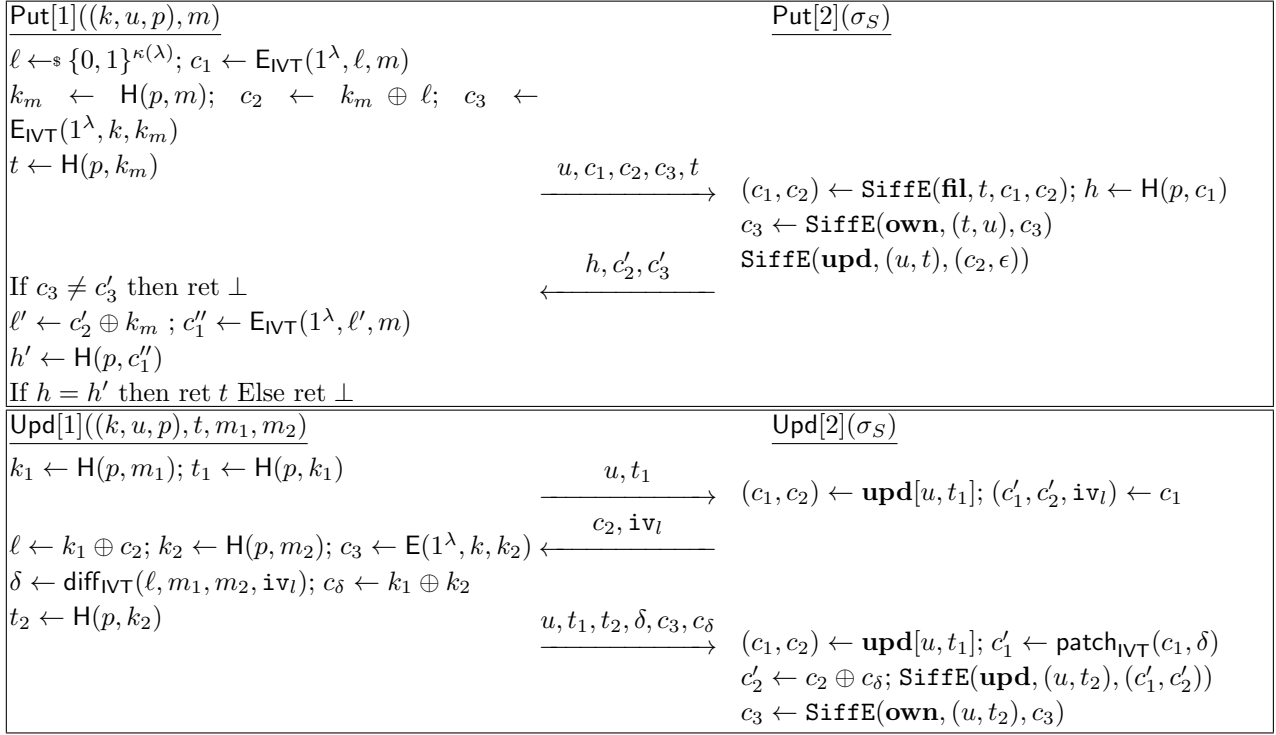 Put[1]((k, u, p), m) Put[2](σ_S)
ℓ ←$ {0, 1}^{κ(λ)}; c_1 ← E_IVT(1^λ, ℓ, m)
k_m ← H(p, m); c_2 ← k_m ⊕ ℓ; c_3 ←
E_IVT(1^λ, k, k_m)
t ← H(p, k_m) u, c_1, c_2, c_3, t
(c_1, c_2) ← SiffE(fil, t, c_1, c_2); h ← H(p, c_1)
c_3 ← SiffE(own, (t, u), c_3)
h, c′_2, c′_3 SiffE(upd, (u, t), (c_2, ϵ))
If c_3 ≠ c′_3 then ret ⊥
ℓ′ ← c′_2 ⊕ k_m ; c″_1 ← E_IVT(1^λ, ℓ′, m)
h′ ← H(p, c″_1)
If h = h′ then ret t Else ret ⊥
Upd[1]((k, u, p), t, m_1, m_2) Upd[2](σ_S)
k_1 ← H(p, m_1); t_1 ← H(p, k_1) u, t_1
(c_1, c_2) ← upd[u, t_1]; (c′_1, c′_2, iv_l) ← c_1
c_2, iv_l
ℓ ← k_1 ⊕ c_2; k_2 ← H(p, m_2); c_3 ← E(1^λ, k, k_2)
δ ← diff_IVT(ℓ, m_1, m_2, iv_l); c_δ ← k_1 ⊕ k_2
t_2 ← H(p, k_2) u, t_1, t_2, δ, c_3, c_δ
(c_1, c_2) ← upd[u, t_1]; c′_1 ← patch_IVT(c_1, δ)
c′_2 ← c_2 ⊕ c_δ; SiffE(upd, (u, t_2), (c′_1, c′_2))
c_3 ← SiffE(own, (u, t_2), c_3)